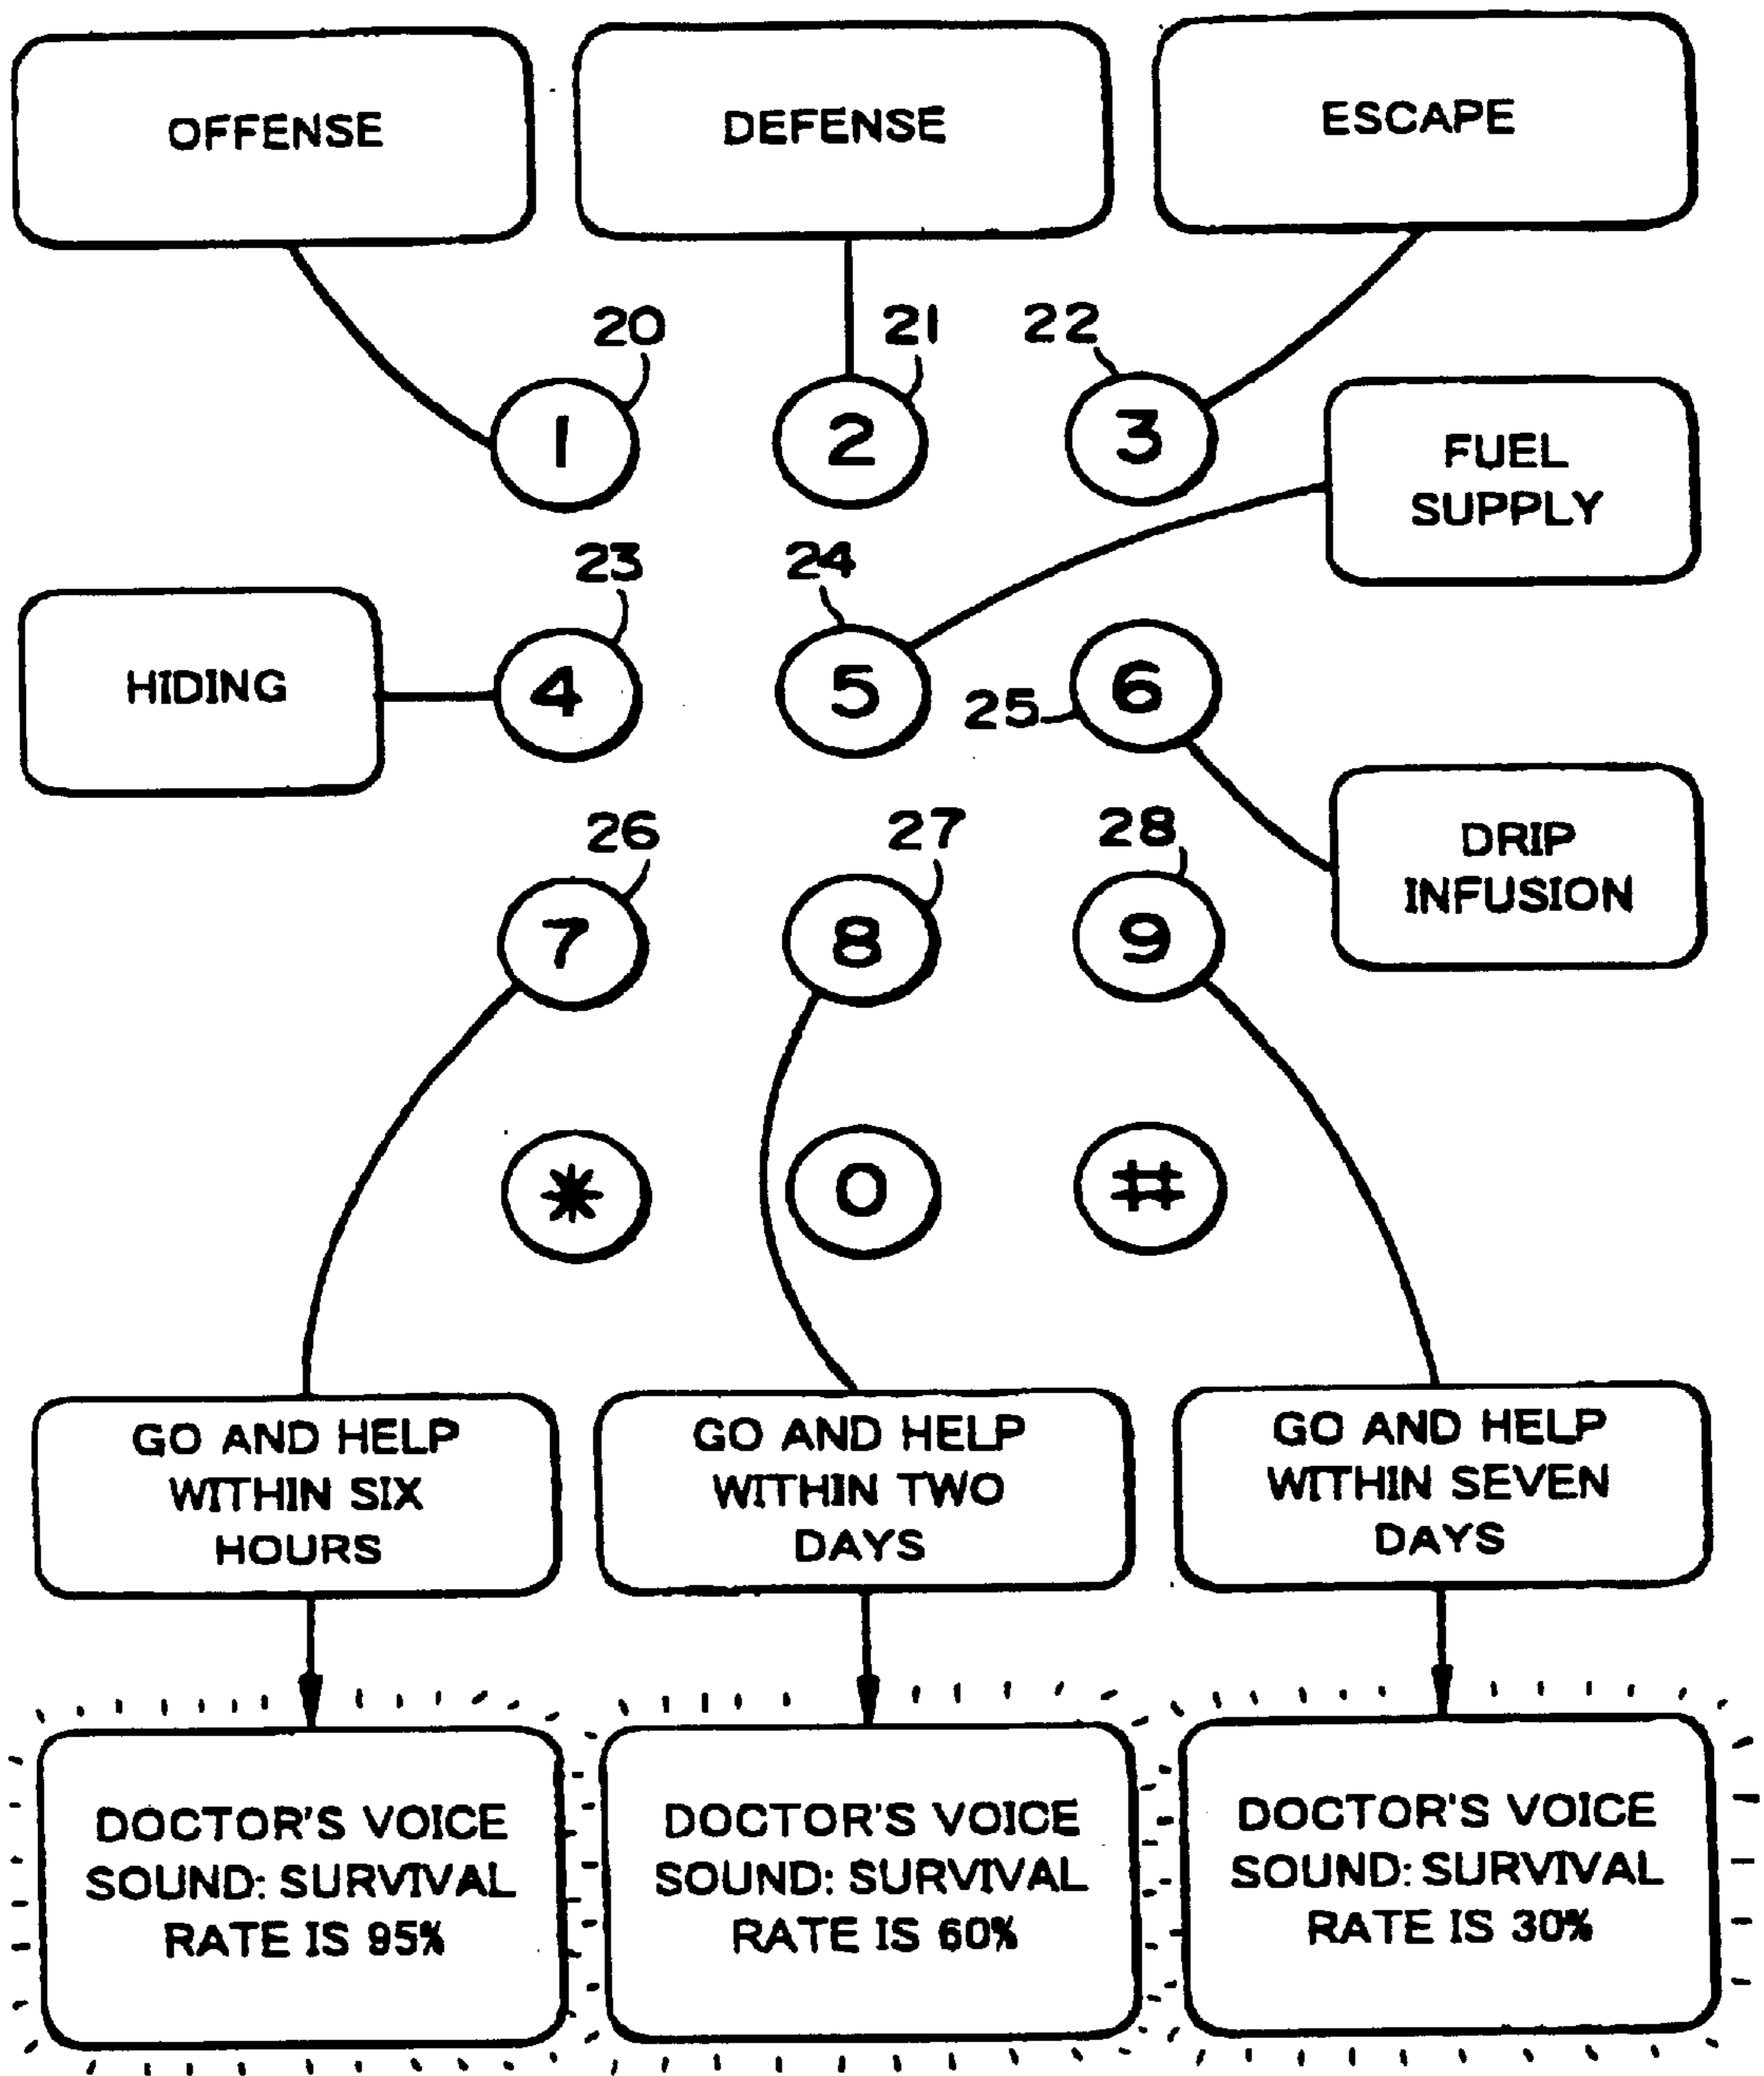 OFFENSE
DEFENSE
ESCAPE
20
21
22
1
2
3
FUEL
SUPPLY
23
24
HIDING
4
5
25
6
26
27
28
DRIP
INFUSION
7
8
9
*
0
#
GO AND HELP
WITHIN SIX
HOURS
GO AND HELP
WITHIN TWO
DAYS
GO AND HELP
WITHIN SEVEN
DAYS
DOCTOR'S VOICE
SOUND: SURVIVAL
RATE IS 95%
DOCTOR'S VOICE
SOUND: SURVIVAL
RATE IS 60%
DOCTOR'S VOICE
SOUND: SURVIVAL
RATE IS 30%